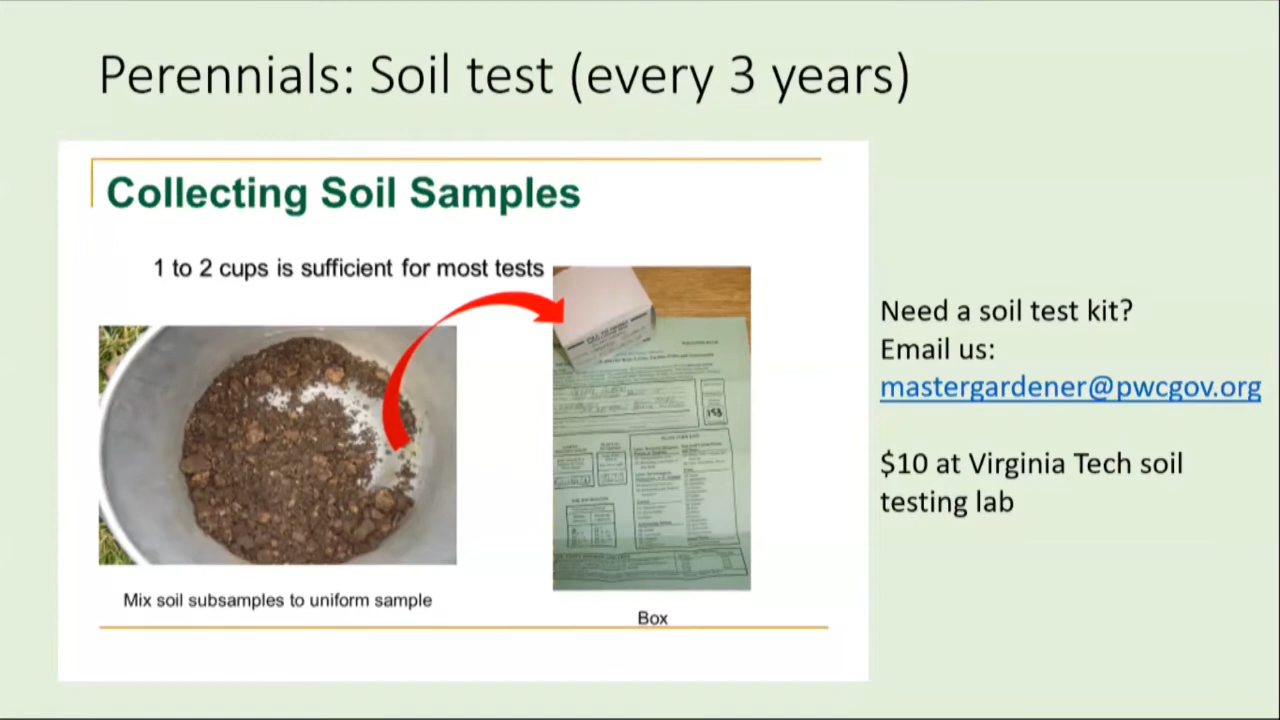 Perennials: Soil test (every 3 years)
Collecting Soil Samples
1 to 2 cups is sufficient for most tests
Mix soil subsamples to uniform sample
Box
Need a soil test kit?
Email us:
mastergardener@pwcgov.org
$10 at Virginia Tech soil
testing lab